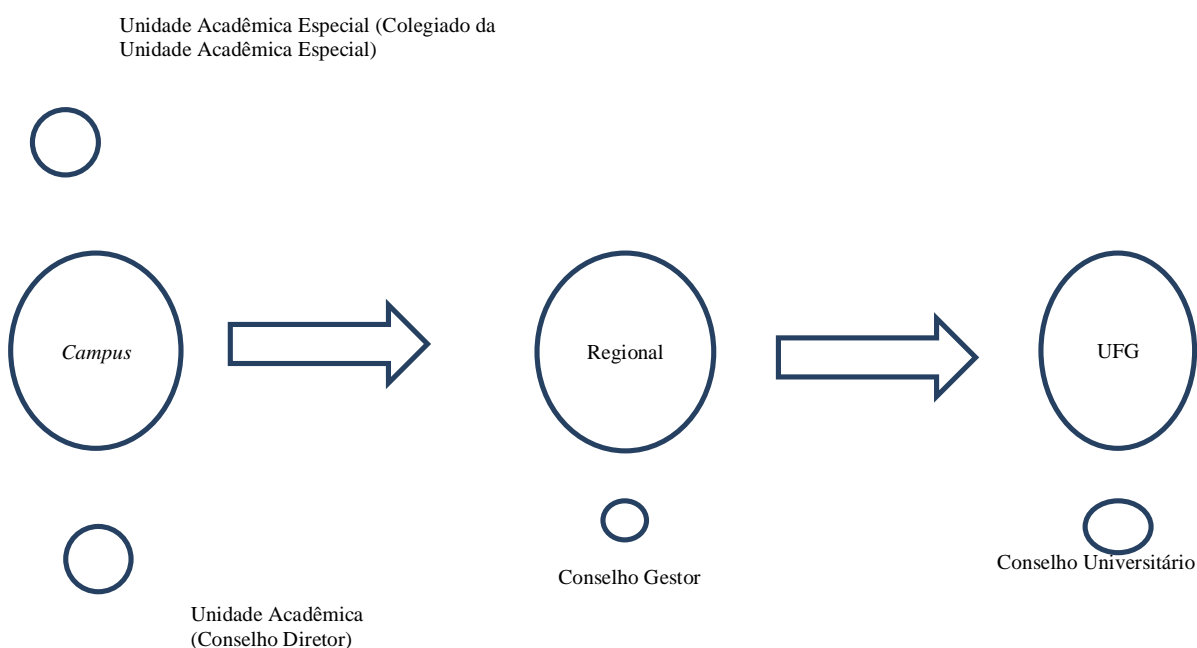 Unidade Acadêmica Especial (Colegiado da
Unidade Acadêmica Especial)
Campus
Regional
UFG
Conselho Gestor
Conselho Universitário
Unidade Acadêmica
(Conselho Diretor)